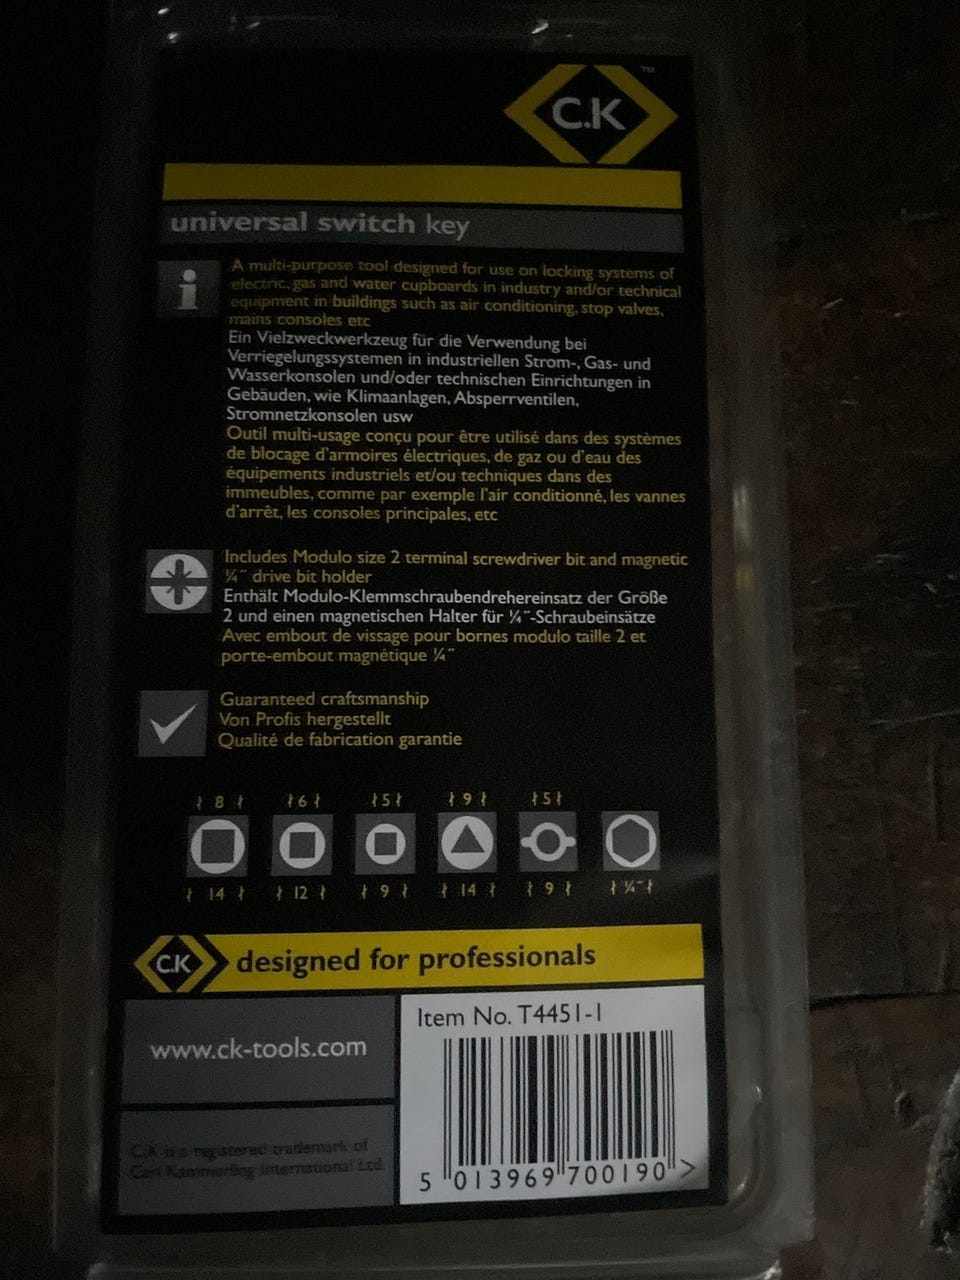 C.K
™
universal switch key
A multi-purpose tool designed for use on locking systems of
electric, gas and water cupboards in industry and/or technical
equipment in buildings such as air conditioning, stop valves,
mains consoles etc
Ein Vielzweckwerkzeug für die Verwendung bei
Verriegelungssystemen in industriellen Strom-, Gas- und
Wasserkonsolen und/oder technischen Einrichtungen in
Gebäuden, wie Klimaanlagen, Absperrventilen,
Stromnetzkonsolen usw
Outil multi-usage conçu pour être utilisé dans des systèmes
de blocage d'armoires électriques, de gaz ou d'eau des
équipements industriels et/ou techniques dans des
immeubles, comme par exemple l'air conditionné, les vannes
d'arrêt, les consoles principales, etc
Includes Modulo size 2 terminal screwdriver bit and magnetic
¼˝ drive bit holder
Enthält Modulo-Klemmschraubendrehereinsatz der Größe
2 und einen magnetischen Halter für ¼˝-Schraubeinsätze
Avec embout de vissage pour bornes modulo taille 2 et
porte-embout magnétique ¼˝
Guaranteed craftsmanship
Von Profis hergestellt
Qualité de fabrication garantie
8 6 5 9 5
14 12 9 14 9 ¼˝
C.K designed for professionals
www.ck-tools.com
C.K is a registered trademark of
Carl Kammerling International Ltd.
Item No. T4451-1
5 013969 700190 >